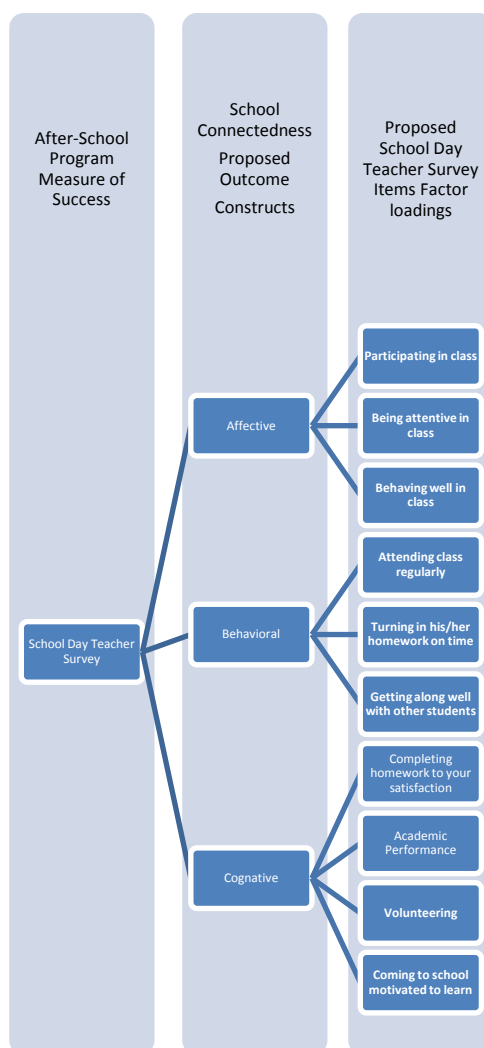 After-School
Program
Measure of
Success
School
Connectedness
Proposed
Outcome
Constructs
Proposed
School Day
Teacher Survey
Items Factor
loadings
School Day Teacher
Survey
Affective
Behavioral
Cognative
Participating in class
Being attentive in
class
Behaving well in
class
Attending class
regularly
Turning in his/her
homework on time
Getting along well
with other students
Completing
homework to your
satisfaction
Academic
Performance
Volunteering
Coming to school
motivated to learn